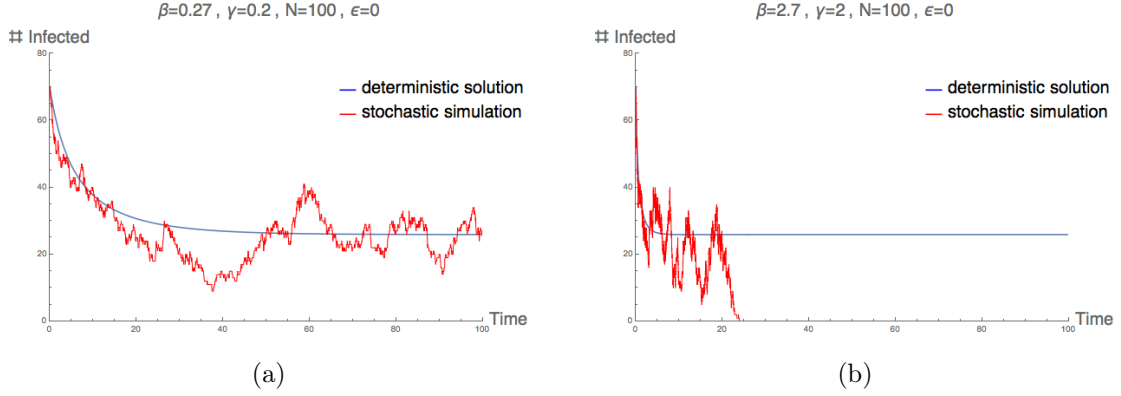 β=0.27 , γ=0.2 , N=100 , ϵ=0
# Infected
80
60
40
20
0
0
20
40
60
80
100
Time
deterministic solution
stochastic simulation
(a)
β=2.7 , γ=2 , N=100 , ϵ=0
# Infected
80
60
40
20
0
0
20
40
60
80
100
Time
deterministic solution
stochastic simulation
(b)